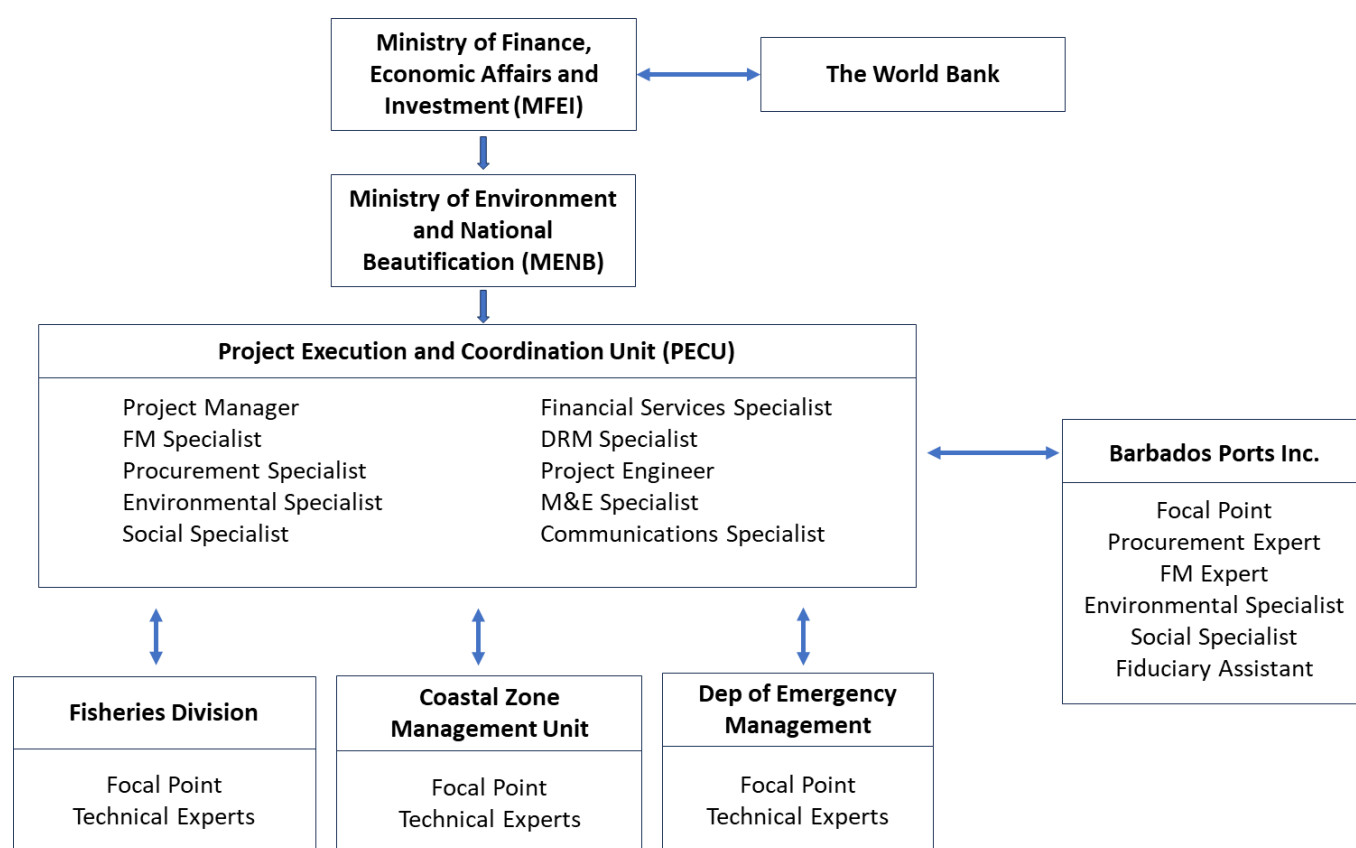 Ministry of Finance,
Economic Affairs and
Investment (MFEI)
The World Bank
Ministry of Environment
and National
Beautification (MENB)
Project Execution and Coordination Unit (PECU)
Project Manager
FM Specialist
Procurement Specialist
Environmental Specialist
Social Specialist
Financial Services Specialist
DRM Specialist
Project Engineer
M&E Specialist
Communications Specialist
Barbados Ports Inc.
Focal Point
Procurement Expert
FM Expert
Environmental Specialist
Social Specialist
Fiduciary Assistant
Fisheries Division
Focal Point
Technical Experts
Coastal Zone
Management Unit
Focal Point
Technical Experts
Dep of Emergency
Management
Focal Point
Technical Experts